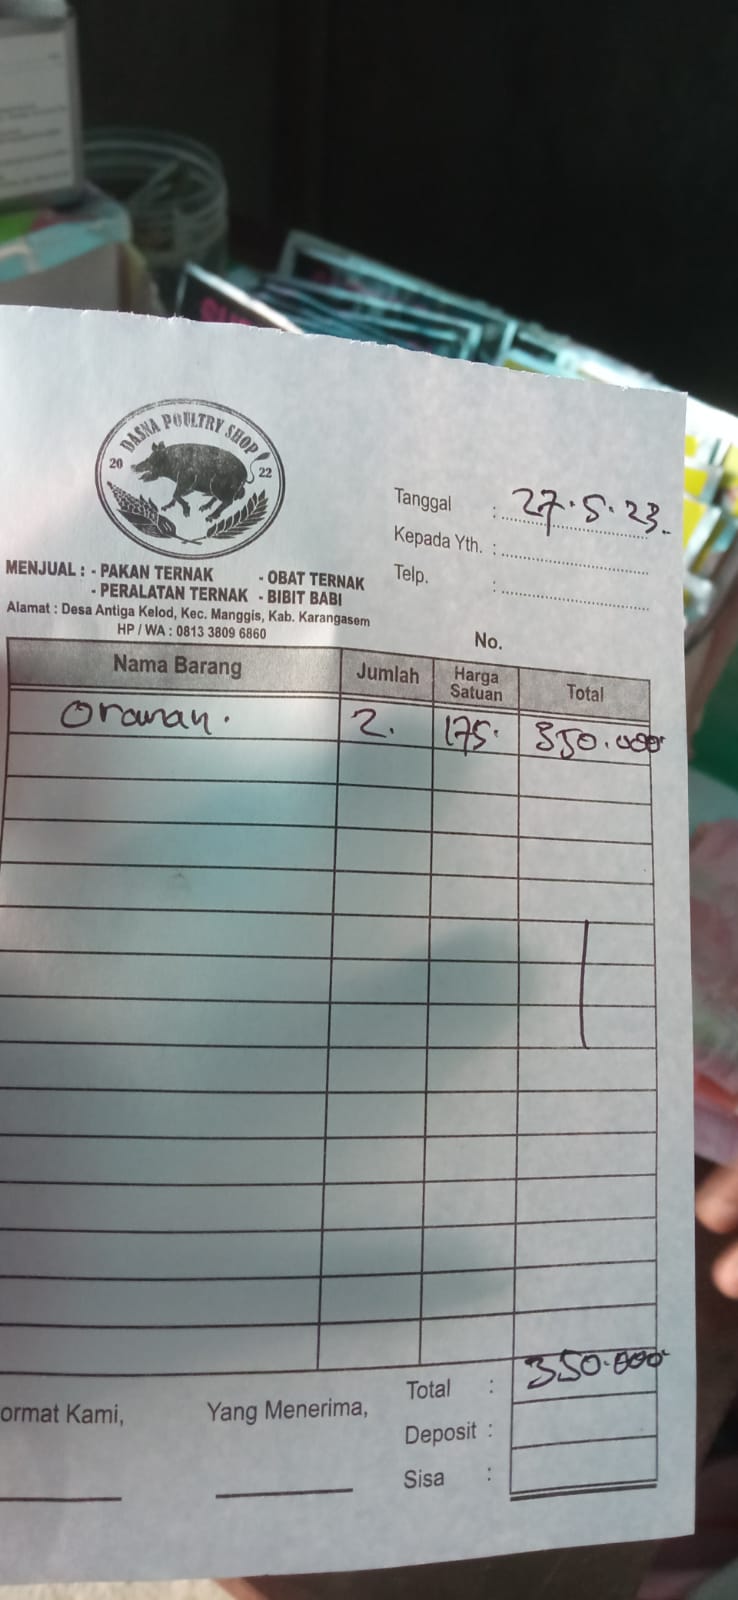 DASNA POULTRY SHOP
20 22
Tanggal : 27.5.23.
Kepada Yth. :
Telp. :
MENJUAL : - PAKAN TERNAK - OBAT TERNAK
- PERALATAN TERNAK - BIBIT BABI
Alamat : Desa Antiga Kelod, Kec. Manggis, Kab. Karangasem
HP / WA : 0813 3809 6860
No.
Nama Barang Jumlah Harga Satuan Total
2. 175. 350.000
Total : 350.000
ormat Kami, Yang Menerima,
Deposit :
Sisa :